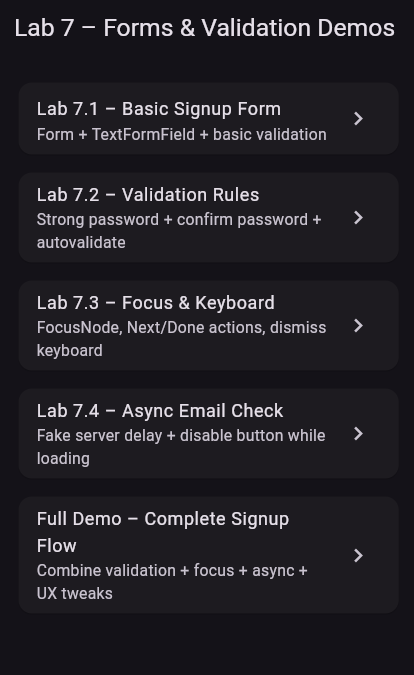 Lab 7 – Forms & Validation Demos
Lab 7.1 – Basic Signup Form
Form + TextFormField + basic validation
Lab 7.2 – Validation Rules
Strong password + confirm password +
autovalidate
Lab 7.3 – Focus & Keyboard
FocusNode, Next/Done actions, dismiss
keyboard
Lab 7.4 – Async Email Check
Fake server delay + disable button while
loading
Full Demo – Complete Signup
Flow
Combine validation + focus + async +
UX tweaks